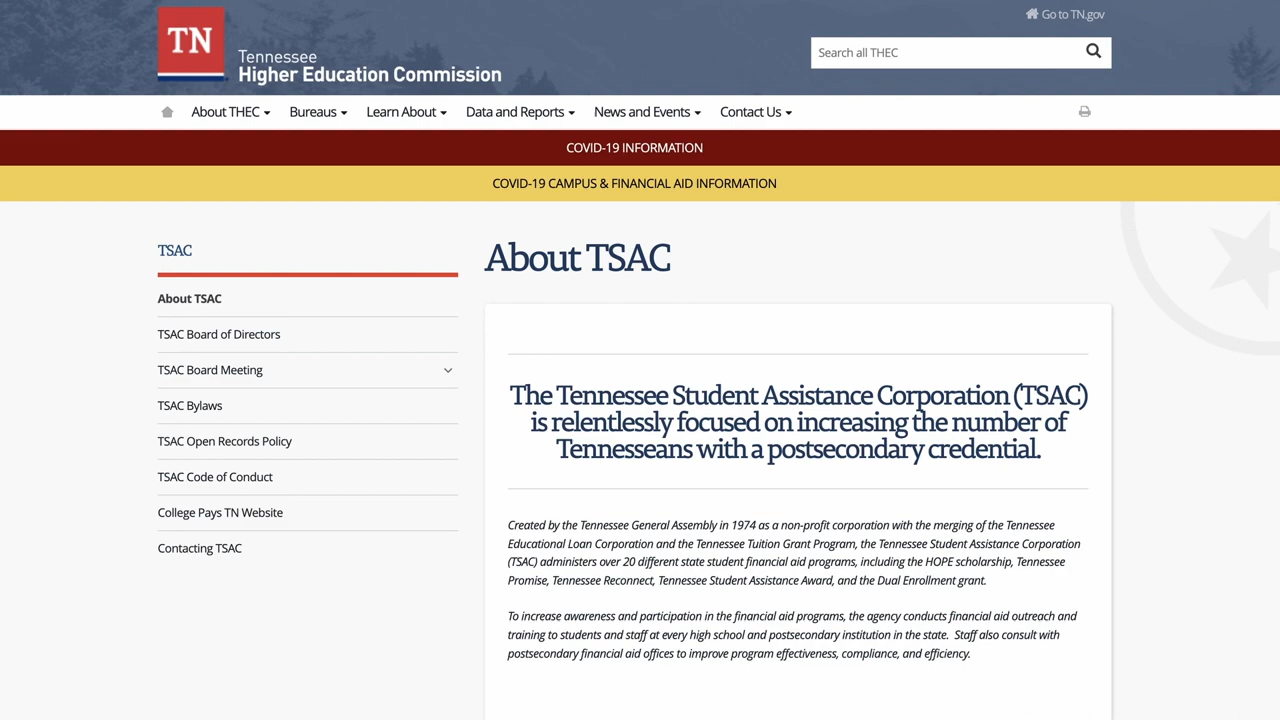 Go to TN.gov
TN
Tennessee
Higher Education Commission
Search all THEC
About THEC
Bureaus
Learn About
Data and Reports
News and Events
Contact Us
COVID-19 INFORMATION
COVID-19 CAMPUS & FINANCIAL AID INFORMATION
TSAC
About TSAC
TSAC Board of Directors
TSAC Board Meeting
TSAC Bylaws
TSAC Open Records Policy
TSAC Code of Conduct
College Pays TN Website
Contacting TSAC
About TSAC
The Tennessee Student Assistance Corporation (TSAC)
is relentlessly focused on increasing the number of
Tennesseans with a postsecondary credential.
Created by the Tennessee General Assembly in 1974 as a non-profit corporation with the merging of the Tennessee
Educational Loan Corporation and the Tennessee Tuition Grant Program, the Tennessee Student Assistance Corporation
(TSAC) administers over 20 different state student financial aid programs, including the HOPE scholarship, Tennessee
Promise, Tennessee Reconnect, Tennessee Student Assistance Award, and the Dual Enrollment grant.
To increase awareness and participation in the financial aid programs, the agency conducts financial aid outreach and
training to students and staff at every high school and postsecondary institution in the state. Staff also consult with
postsecondary financial aid offices to improve program effectiveness, compliance, and efficiency.